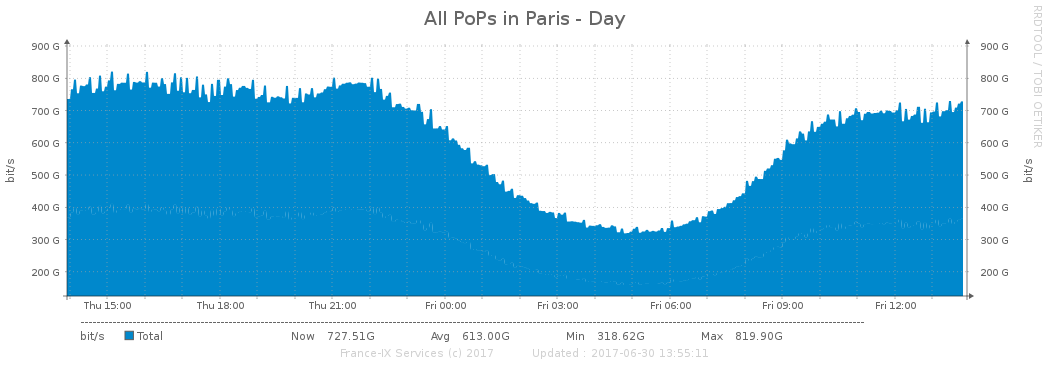 All PoPs in Paris - Day
RRDTOOL / TOBI OETIKER
bit/s
900 G
800 G
700 G
600 G
500 G
400 G
300 G
200 G
900 G
800 G
700 G
600 G
500 G
400 G
300 G
200 G
bit/s
Thu 15:00 Thu 18:00 Thu 21:00 Fri 00:00 Fri 03:00 Fri 06:00 Fri 09:00 Fri 12:00
bit/s Total Now 727.51G Avg 613.00G Min 318.62G Max 819.90G
France-IX Services (c) 2017 Updated : 2017-06-30 13:55:11